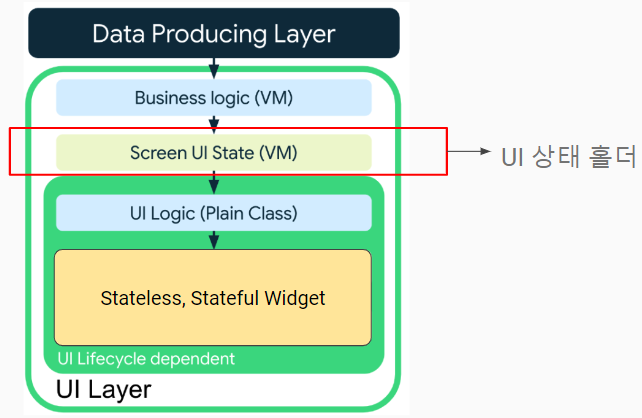 Data Producing Layer
Business logic (VM)
Screen UI State (VM)
UI 상태 홀더
UI Logic (Plain Class)
Stateless, Stateful Widget
UI Lifecycle dependent
UI Layer